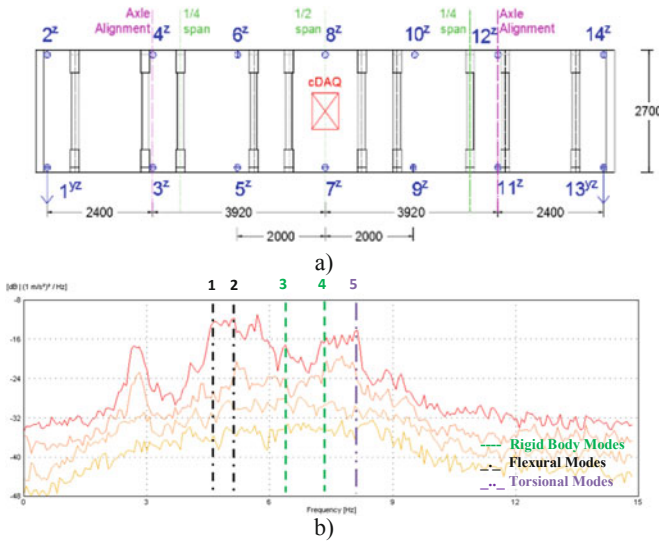 Axle Alignment
1/4 span
1/2 span
1/4 span
Axle Alignment
2ᶻ 4ᶻ 6ᶻ 8ᶻ 10ᶻ 12ᶻ 14ᶻ
cDAQ
2700
1ʸᶻ 3ᶻ 5ᶻ 7ᶻ 9ᶻ 11ᶻ 13ʸᶻ
2400 3920 3920 2400
2000 2000
a)
1 2 3 4 5
[dB | (1 m/s²)² / Hz]
-8
-16
-24
-32
-40
-48
---- Rigid Body Modes
_._ Flexural Modes
_.._ Torsional Modes
3 6 9 12 15
Frequency [Hz]
b)